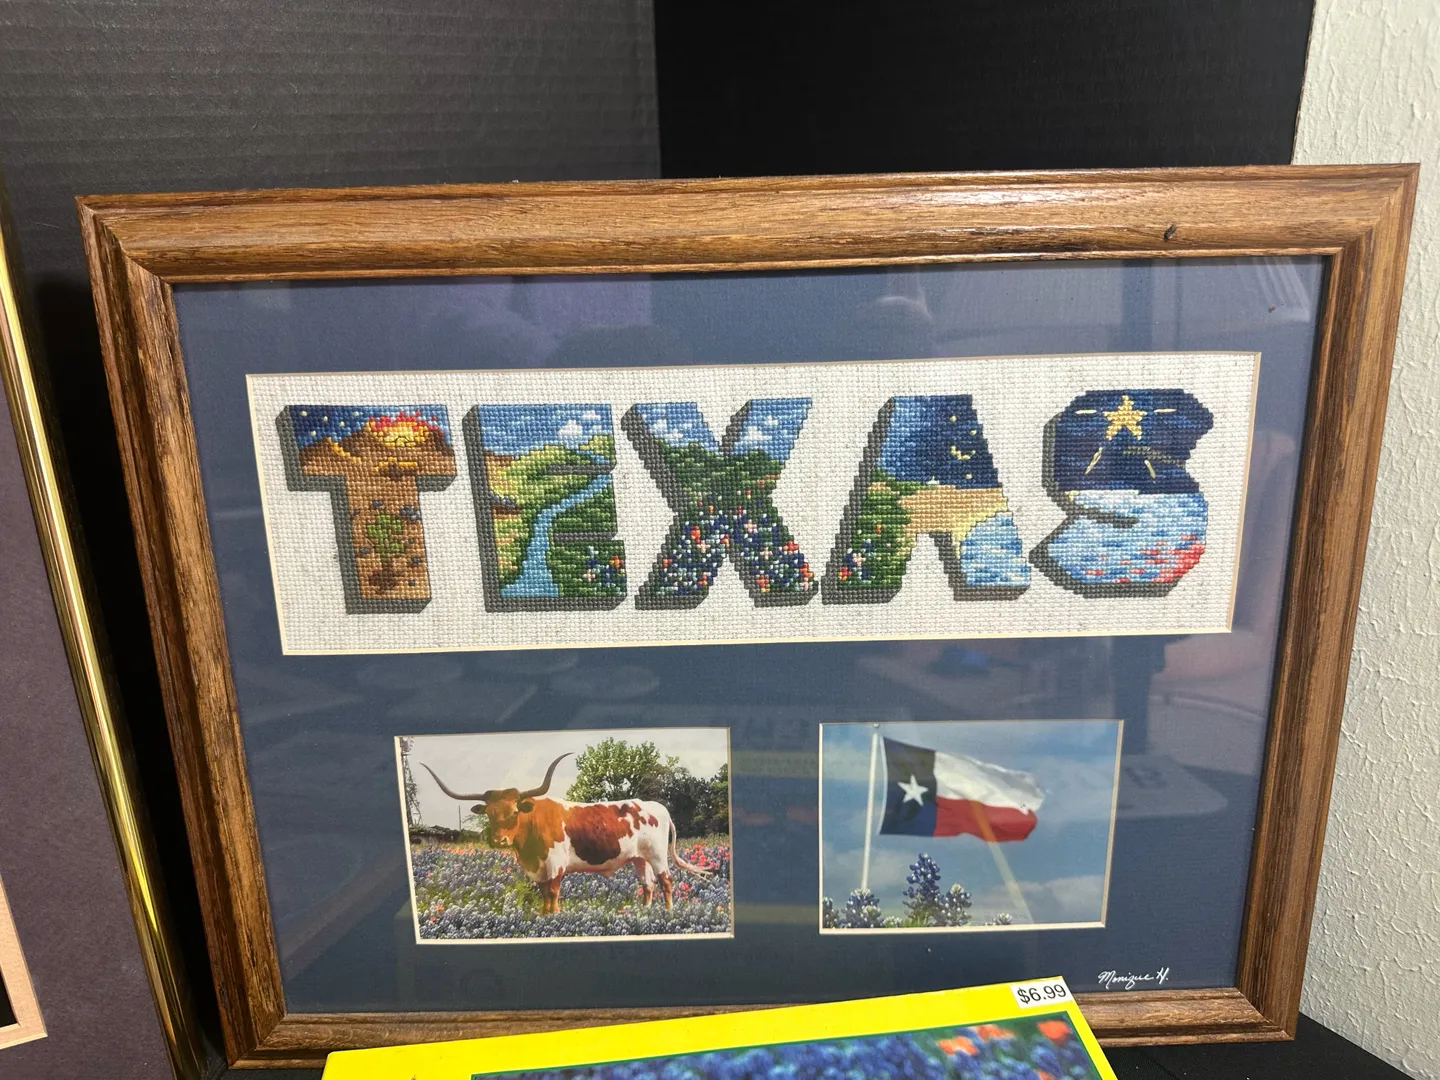 TEXAS
Monique H.
$6.99